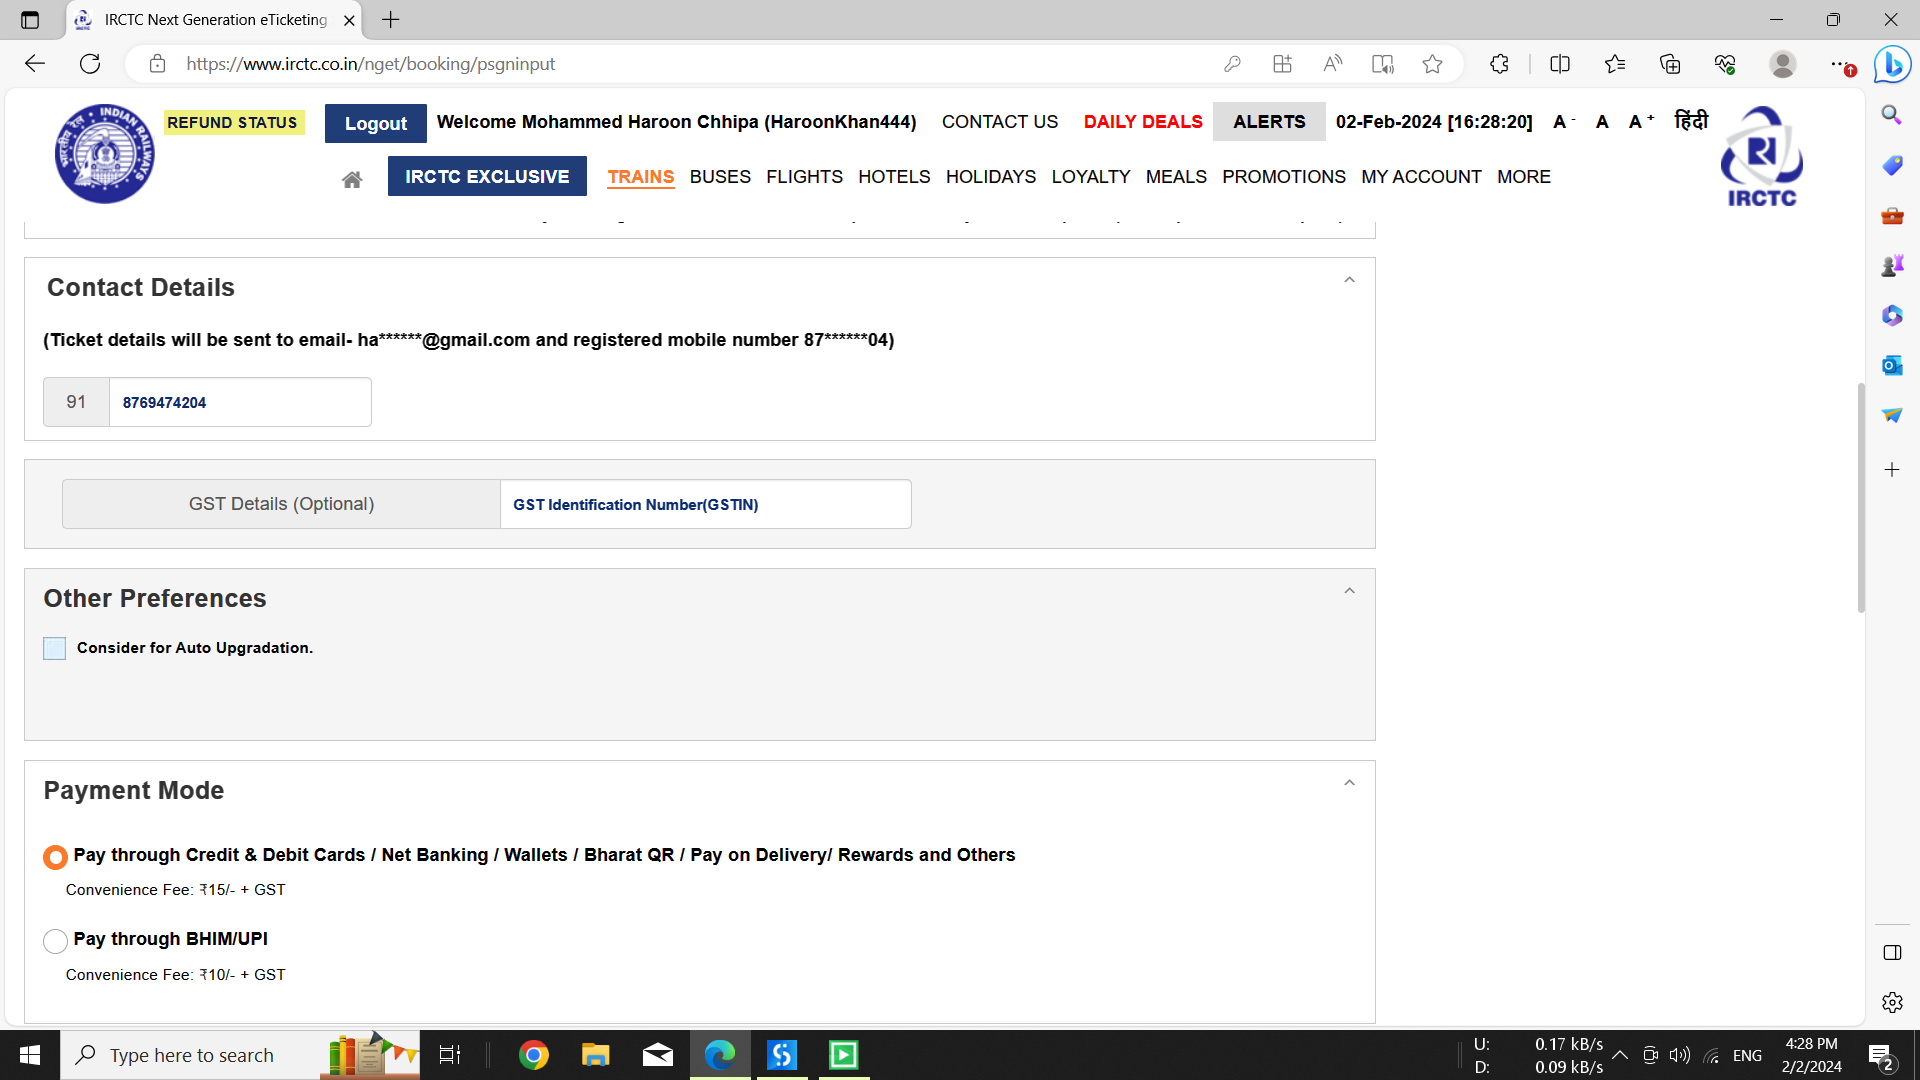 IRCTC Next Generation eTicketing
https://www.irctc.co.in/nget/booking/psgninput
INDIAN RAILWAYS
भारतीय रेल
REFUND STATUS
Logout
Welcome Mohammed Haroon Chhipa (HaroonKhan444)
CONTACT US
DAILY DEALS
ALERTS
02-Feb-2024 [16:28:20]
A -
A
A +
हिंदी
IRCTC
IRCTC EXCLUSIVE
TRAINS
BUSES
FLIGHTS
HOTELS
HOLIDAYS
LOYALTY
MEALS
PROMOTIONS
MY ACCOUNT
MORE
Contact Details
(Ticket details will be sent to email- ha******@gmail.com and registered mobile number 87******04)
91
8769474204
GST Details (Optional)
GST Identification Number(GSTIN)
Other Preferences
Consider for Auto Upgradation.
Payment Mode
Pay through Credit & Debit Cards / Net Banking / Wallets / Bharat QR / Pay on Delivery/ Rewards and Others
Convenience Fee: ₹15/- + GST
Pay through BHIM/UPI
Convenience Fee: ₹10/- + GST
Type here to search
U: 0.17 kB/s
D: 0.09 kB/s
ENG
4:28 PM
2/2/2024
2